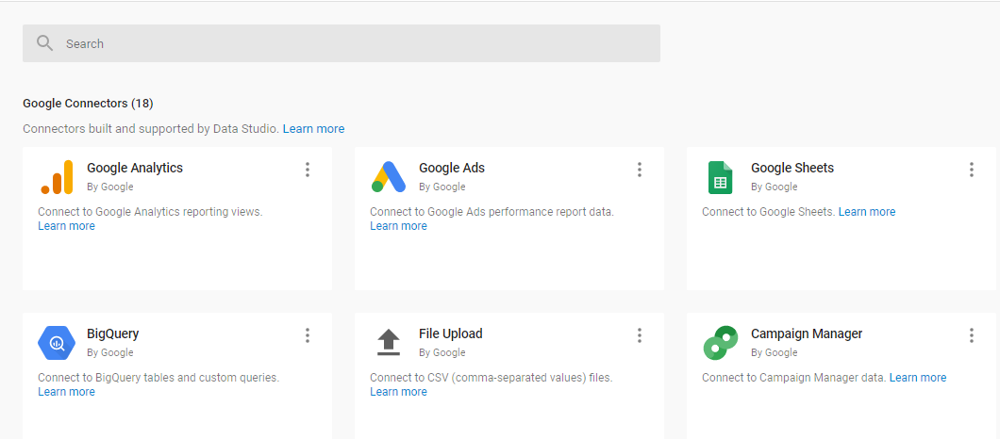 Search
Google Connectors (18)
Connectors built and supported by Data Studio. Learn more
Google Analytics
By Google
Connect to Google Analytics reporting views.
Learn more
Google Ads
By Google
Connect to Google Ads performance report data.
Learn more
Google Sheets
By Google
Connect to Google Sheets. Learn more
BigQuery
By Google
Connect to BigQuery tables and custom queries.
Learn more
File Upload
By Google
Connect to CSV (comma-separated values) files.
Learn more
Campaign Manager
By Google
Connect to Campaign Manager data. Learn more